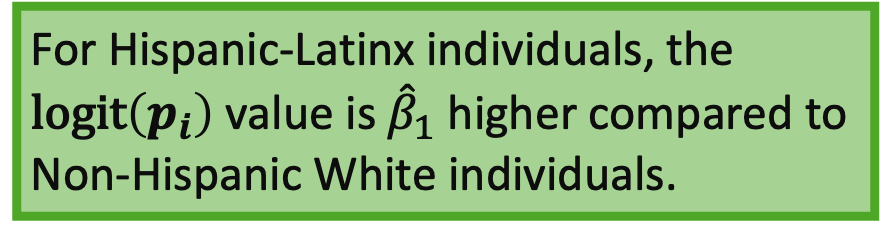 For Hispanic-Latinx individuals, the
logit(𝒑ᵢ) value is β̂₁ higher compared to
Non-Hispanic White individuals.